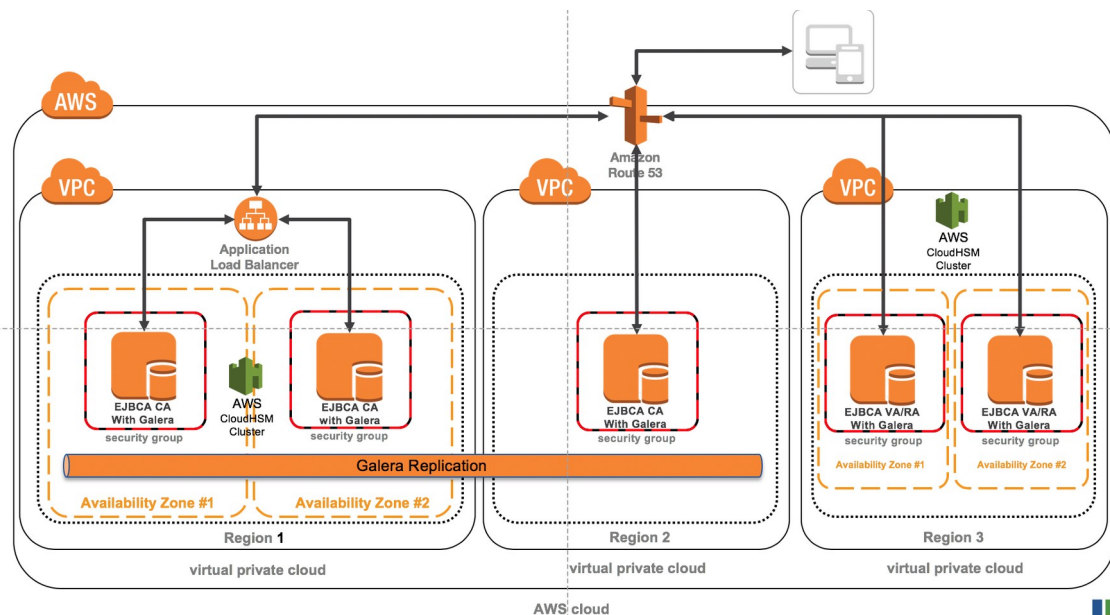 AWS
Amazon
Route 53
VPC
VPC
VPC
Application
Load Balancer
AWS
CloudHSM
Cluster
EJBCA CA
With Galera
security group
AWS
CloudHSM
Cluster
EJBCA CA
with Galera
security group
EJBCA CA
With Galera
security group
EJBCA VA/RA
With Galera
security group
EJBCA VA/RA
With Galera
security group
Galera Replication
Availability Zone #1
Availability Zone #2
Availability Zone #1
Availability Zone #2
Region 1
Region 2
Region 3
virtual private cloud
virtual private cloud
virtual private cloud
AWS cloud